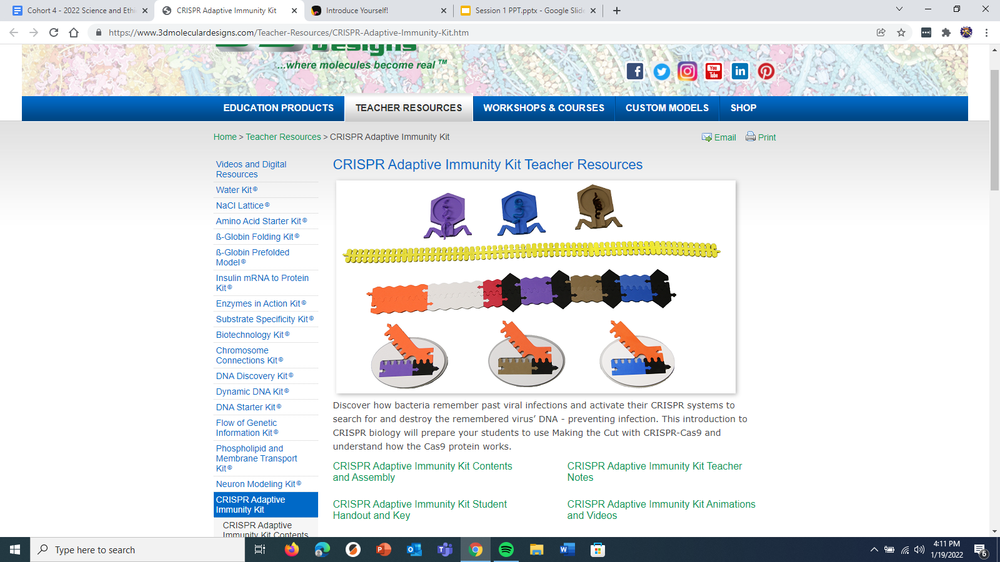 Cohort 4 - 2022 Science and Ethi
CRISPR Adaptive Immunity Kit
Introduce Yourself!
Session 1 PPT.pptx - Google Slide
https://www.3dmoleculardesigns.com/Teacher-Resources/CRISPR-Adaptive-Immunity-Kit.htm
Designs
...where molecules become real ™
You
Tube
EDUCATION PRODUCTS
TEACHER RESOURCES
WORKSHOPS & COURSES
CUSTOM MODELS
SHOP
Home > Teacher Resources > CRISPR Adaptive Immunity Kit
Email
Print
Videos and Digital
Resources
Water Kit©
NaCl Lattice©
Amino Acid Starter Kit©
ß-Globin Folding Kit©
ß-Globin Prefolded
Model©
Insulin mRNA to Protein
Kit©
Enzymes in Action Kit©
Substrate Specificity Kit©
Biotechnology Kit©
Chromosome
Connections Kit©
DNA Discovery Kit©
Dynamic DNA Kit©
DNA Starter Kit©
Flow of Genetic
Information Kit©
Phospholipid and
Membrane Transport
Kit©
Neuron Modeling Kit©
CRISPR Adaptive
Immunity Kit
CRISPR Adaptive
Immunity Kit Contents
CRISPR Adaptive Immunity Kit Teacher Resources
Discover how bacteria remember past viral infections and activate their CRISPR systems to
search for and destroy the remembered virus’ DNA - preventing infection. This introduction to
CRISPR biology will prepare your students to use Making the Cut with CRISPR-Cas9 and
understand how the Cas9 protein works.
CRISPR Adaptive Immunity Kit Contents
and Assembly
CRISPR Adaptive Immunity Kit Teacher
Notes
CRISPR Adaptive Immunity Kit Student
Handout and Key
CRISPR Adaptive Immunity Kit Animations
and Videos
Type here to search
4:11 PM
1/19/2022
6